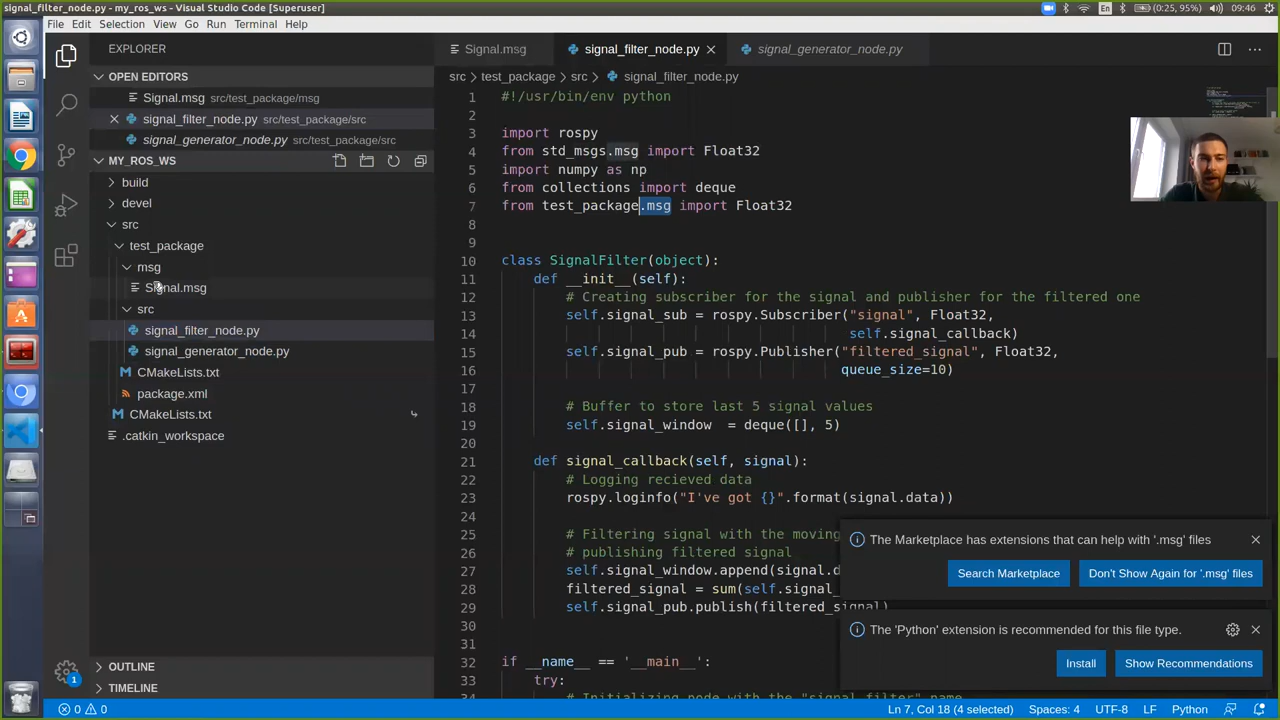 signal_filter_node.py - my_ros_ws - Visual Studio Code [Superuser]
En
(0:25, 95%)
09:46
File Edit Selection View Go Run Terminal Help
EXPLORER
OPEN EDITORS
Signal.msg src/test_package/msg
signal_filter_node.py src/test_package/src
signal_generator_node.py src/test_package/src
MY_ROS_WS
build
devel
src
test_package
msg
Signal.msg
src
signal_filter_node.py
signal_generator_node.py
CMakeLists.txt
package.xml
CMakeLists.txt
.catkin_workspace
OUTLINE
TIMELINE
Signal.msg
signal_filter_node.py
signal_generator_node.py
src > test_package > src > signal_filter_node.py
1 #!/usr/bin/env python
2
3 import rospy
4 from std_msgs.msg import Float32
5 import numpy as np
6 from collections import deque
7 from test_package.msg import Float32
8
9
10 class SignalFilter(object):
11 def __init__(self):
12 # Creating subscriber for the signal and publisher for the filtered one
13 self.signal_sub = rospy.Subscriber("signal", Float32,
14 self.signal_callback)
15 self.signal_pub = rospy.Publisher("filtered_signal", Float32,
16 queue_size=10)
17
18 # Buffer to store last 5 signal values
19 self.signal_window = deque([], 5)
20
21 def signal_callback(self, signal):
22 # Logging recieved data
23 rospy.loginfo("I've got {}".format(signal.data))
24
25 # Filtering signal with the moving
26 # publishing filtered signal
27 self.signal_window.append(signal.d
28 filtered_signal = sum(self.signal_
29 self.signal_pub.publish(filtered_signal)
30
31
32 if __name__ == '__main__':
33 try:
34 # Initializing node with the "signal_filter" name
The Marketplace has extensions that can help with '.msg' files
Search Marketplace
Don't Show Again for '.msg' files
The 'Python' extension is recommended for this file type.
Install
Show Recommendations
1
0 0
Ln 7, Col 18 (4 selected)
Spaces: 4
UTF-8
LF
Python